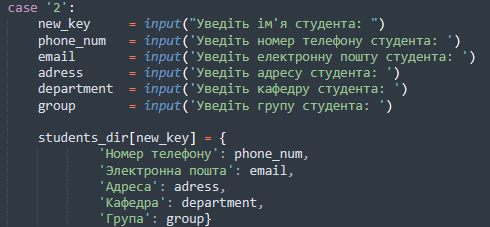 case '2':
new_key = input("Уведіть ім'я студента: ")
phone_num = input('Уведіть номер телефону студента: ')
email = input('Уведіть електронну пошту студента: ')
adress = input('Уведіть адресу студента: ')
department = input('Уведіть кафедру студента: ')
group = input('Уведіть групу студента: ')
students_dir[new_key] = {
'Номер телефону': phone_num,
'Электронна пошта': email,
'Адреса': adress,
'Кафедра': department,
'Група': group}